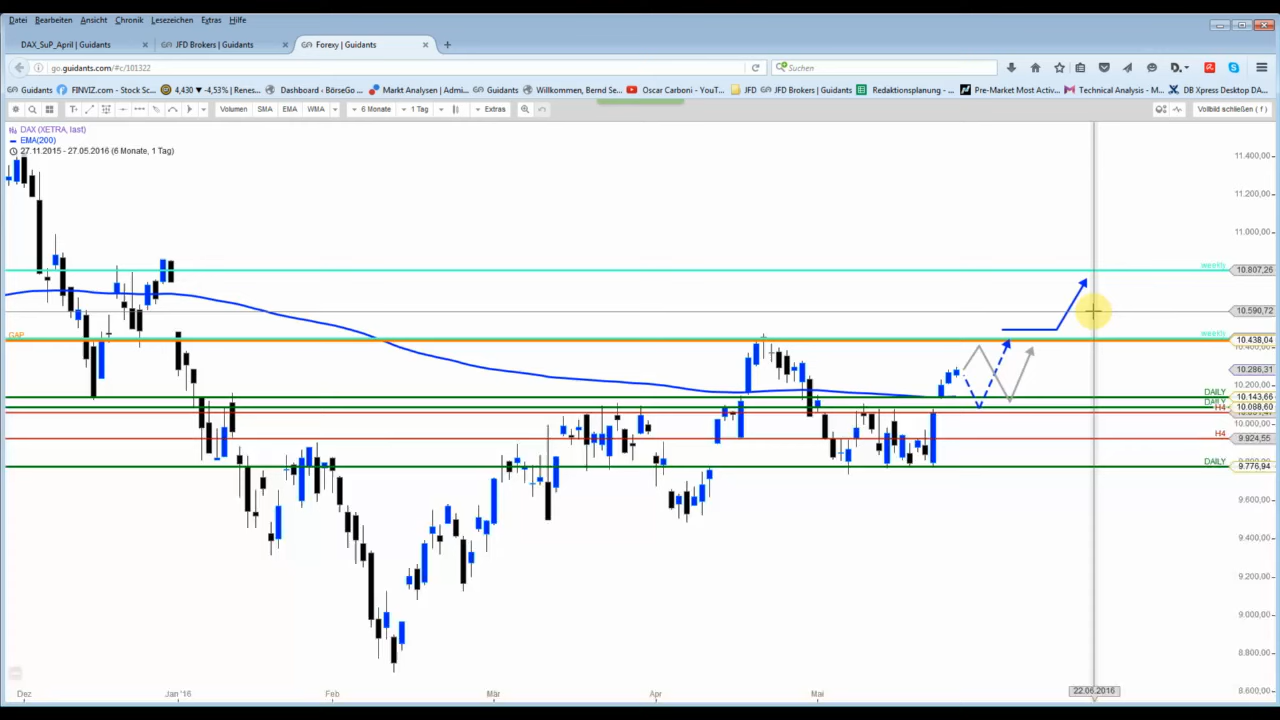 Datei Bearbeiten Ansicht Chronik Lesezeichen Extras Hilfe
DAX_SuP_April | Guidants × JFD Brokers | Guidants × Forexy | Guidants × +
go.guidants.com/#c/101322 Suchen
Guidants FINVIZ.com - Stock Sc... 4,430 ▾ -4,53% | Renes... Dashboard - BörseGo ... Markt Analysen | Admi... Guidants Willkommen, Bernd Se... Oscar Carboni - YouT... JFD JFD Brokers | Guidants Redaktionsplanung - ... Pre-Market Most Activ... Technical Analysis - M... DB Xpress Desktop DA...
Volumen SMA EMA WMA 6 Monate 1 Tag Extras Vollbild schließen ( f )
DAX (XETRA, last)
EMA(200)
27.11.2015 - 27.05.2016 (6 Monate, 1 Tag)
11.400,00
11.200,00
11.000,00
weekly
10.807,26
10.590,72
GAP weekly
10.438,04
10.400,00
10.286,31
10.200,00
DAILY
10.143,66
DAILY
10.088,60
H4
10.000,00
H4
9.924,55
DAILY
9.776,94
9.600,00
9.400,00
9.200,00
9.000,00
8.800,00
8.600,00
Dez Jan '16 Feb Mär Apr Mai 22.06.2016